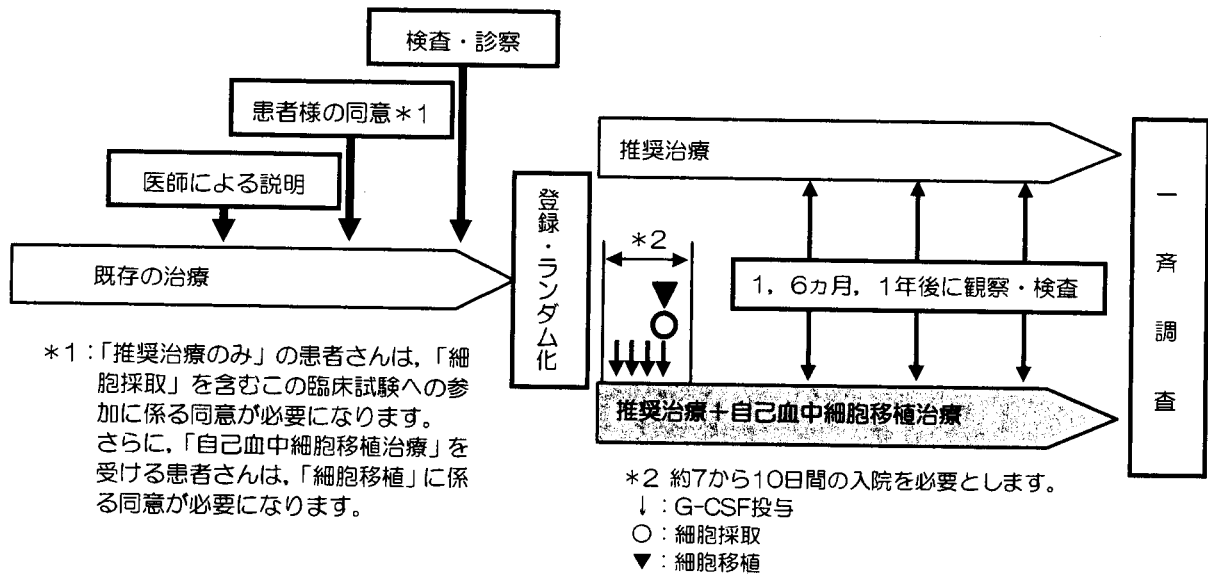 検査・診察
患者様の同意＊1
医師による説明
既存の治療
登録・ランダム化
推奨治療
＊2
1，6ヵ月，1年後に観察・検査
推奨治療＋自己血中細胞移植治療
一斉調査
＊1：「推奨治療のみ」の患者さんは，「細
胞採取」を含むこの臨床試験への参
加に係る同意が必要になります。
さらに，「自己血中細胞移植治療」を
受ける患者さんは，「細胞移植」に係
る同意が必要になります。
＊2 約7から10日間の入院を必要とします。
↓：G-CSF投与
○：細胞採取
▼：細胞移植